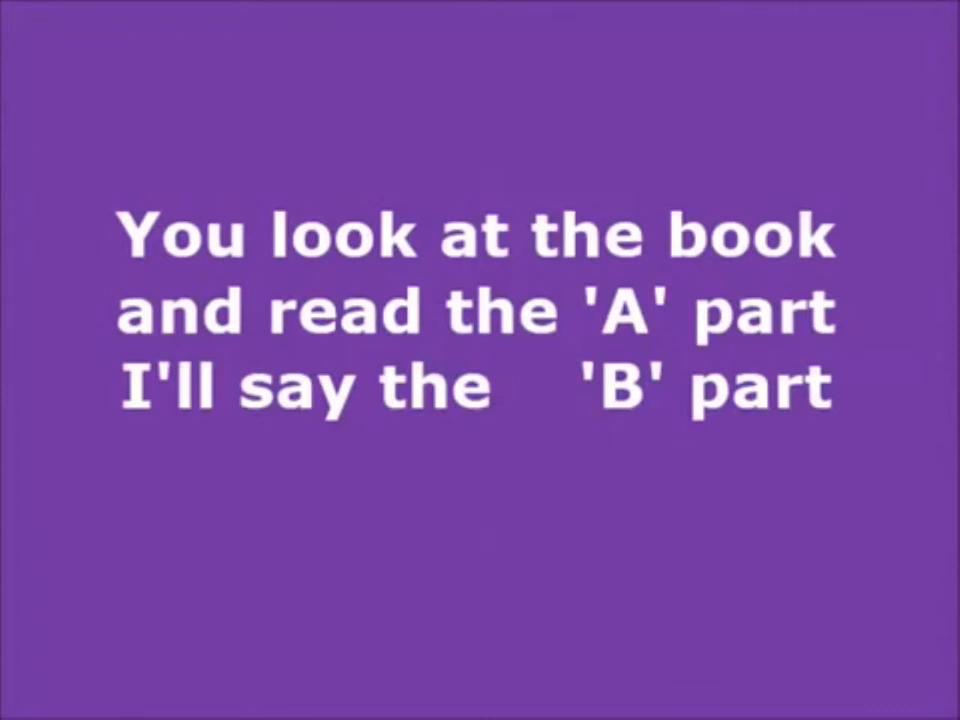 You look at the book
and read the 'A' part
I'll say the 'B' part